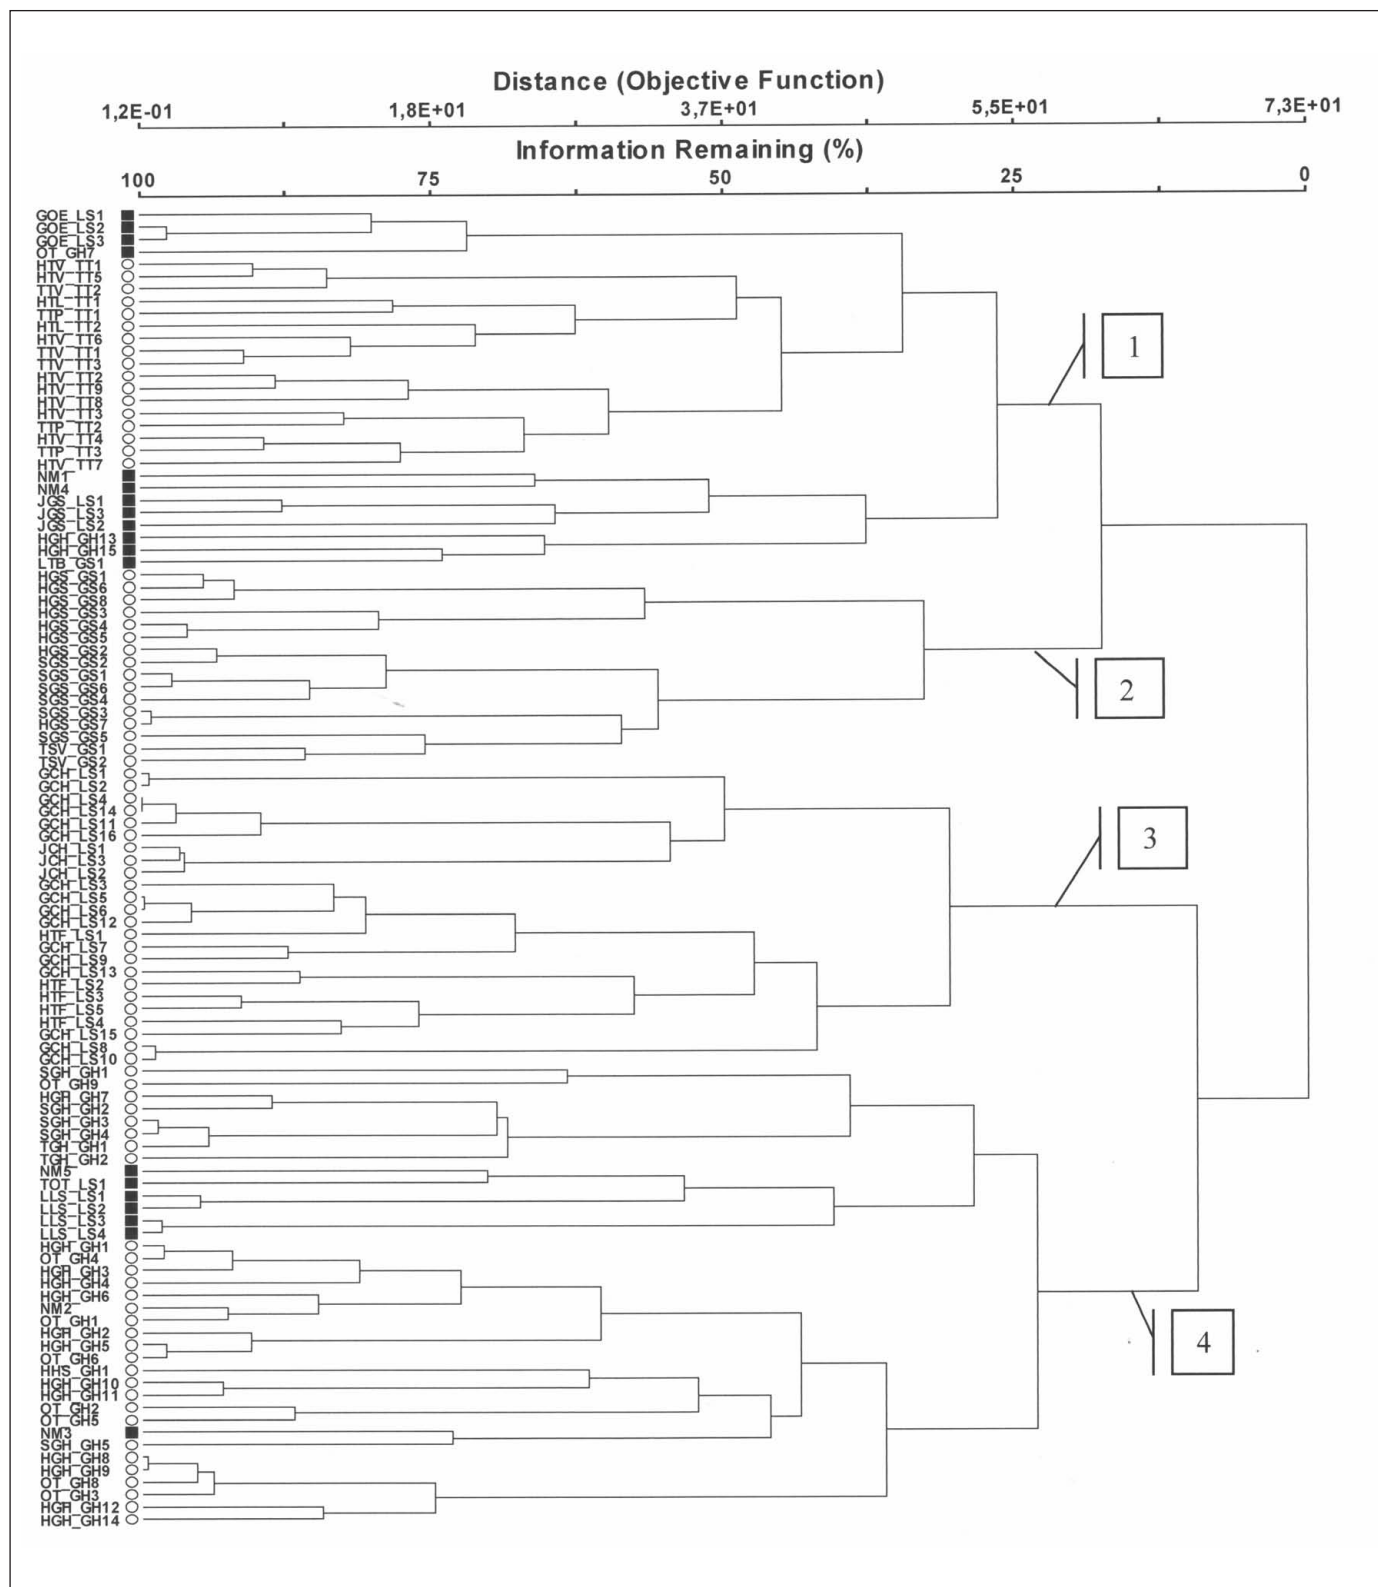 Distance (Objective Function)
1,2E-01 1,8E+01 3,7E+01 5,5E+01 7,3E+01
Information Remaining (%)
100 75 50 25 0
GOE_LS1
GOE_LS2
GOE_LS3
OT_GH7
HTV_TT1
HTV_TT5
TTV_TT2
HTL_TT1
TTP_TT1
HTL_TT2
HTV_TT6
TTV_TT1
TTV_TT3
HTV_TT2
HTV_TT9
HTV_TT8
HTV_TT3
TTP_TT2
HTV_TT4
TTP_TT3
HTV_TT7
NM1
NM4
JGS_LS1
JGS_LS3
JGS_LS2
HGH_GH13
HGH_GH15
LTB_GS1
HGS_GS1
HGS_GS6
HGS_GS8
HGS_GS3
HGS_GS4
HGS_GS5
HGS_GS2
SGS_GS2
SGS_GS1
SGS_GS6
SGS_GS4
SGS_GS3
HGS_GS7
SGS_GS5
TSV_GS1
TSV_GS2
GCH_LS1
GCH_LS2
GCH_LS4
GCH_LS14
GCH_LS11
GCH_LS16
JCH_LS1
JCH_LS3
JCH_LS2
GCH_LS3
GCH_LS5
GCH_LS6
GCH_LS12
HTF_LS1
GCH_LS7
GCH_LS9
GCH_LS13
HTF_LS2
HTF_LS3
HTF_LS5
HTF_LS4
GCH_LS15
GCH_LS8
GCH_LS10
SGH_GH1
OT_GH9
HGH_GH7
SGH_GH2
SGH_GH3
SGH_GH4
TGH_GH1
TGH_GH2
NM5
TOT_LS1
LLS_LS1
LLS_LS2
LLS_LS3
LLS_LS4
HGH_GH1
OT_GH4
HGH_GH3
HGH_GH4
HGH_GH6
NM2
OT_GH1
HGH_GH2
HGH_GH5
OT_GH6
HHS_GH1
HGH_GH10
HGH_GH11
OT_GH2
OT_GH5
NM3
SGH_GH5
HGH_GH8
HGH_GH9
OT_GH8
OT_GH3
HGH_GH12
HGH_GH14
1
2
3
4